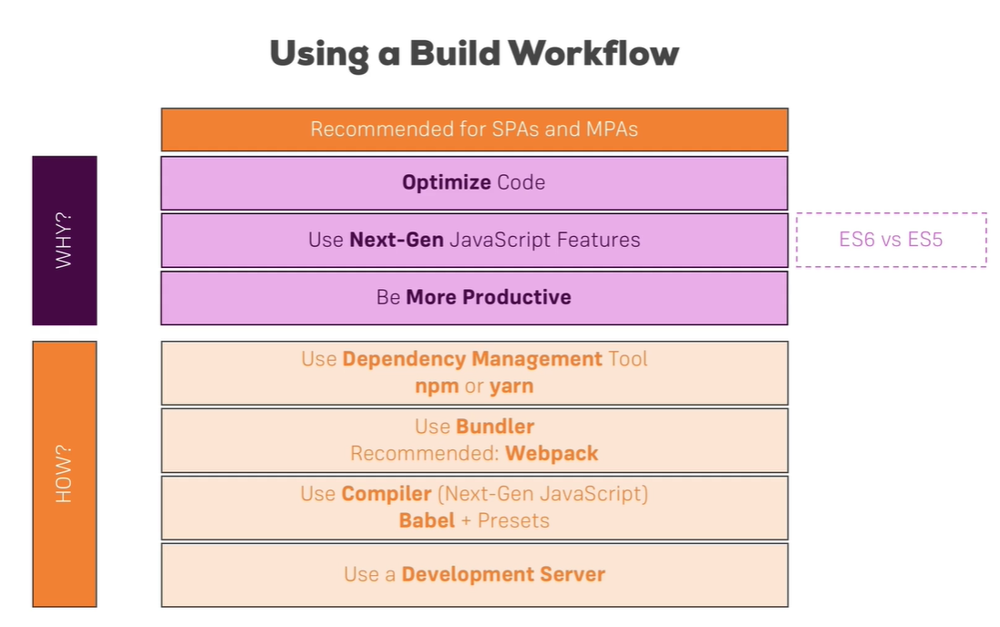 Using a Build Workflow
Recommended for SPAs and MPAs
WHY?
Optimize Code
Use Next-Gen JavaScript Features
ES6 vs ES5
Be More Productive
HOW?
Use Dependency Management Tool
npm or yarn
Use Bundler
Recommended: Webpack
Use Compiler (Next-Gen JavaScript)
Babel + Presets
Use a Development Server